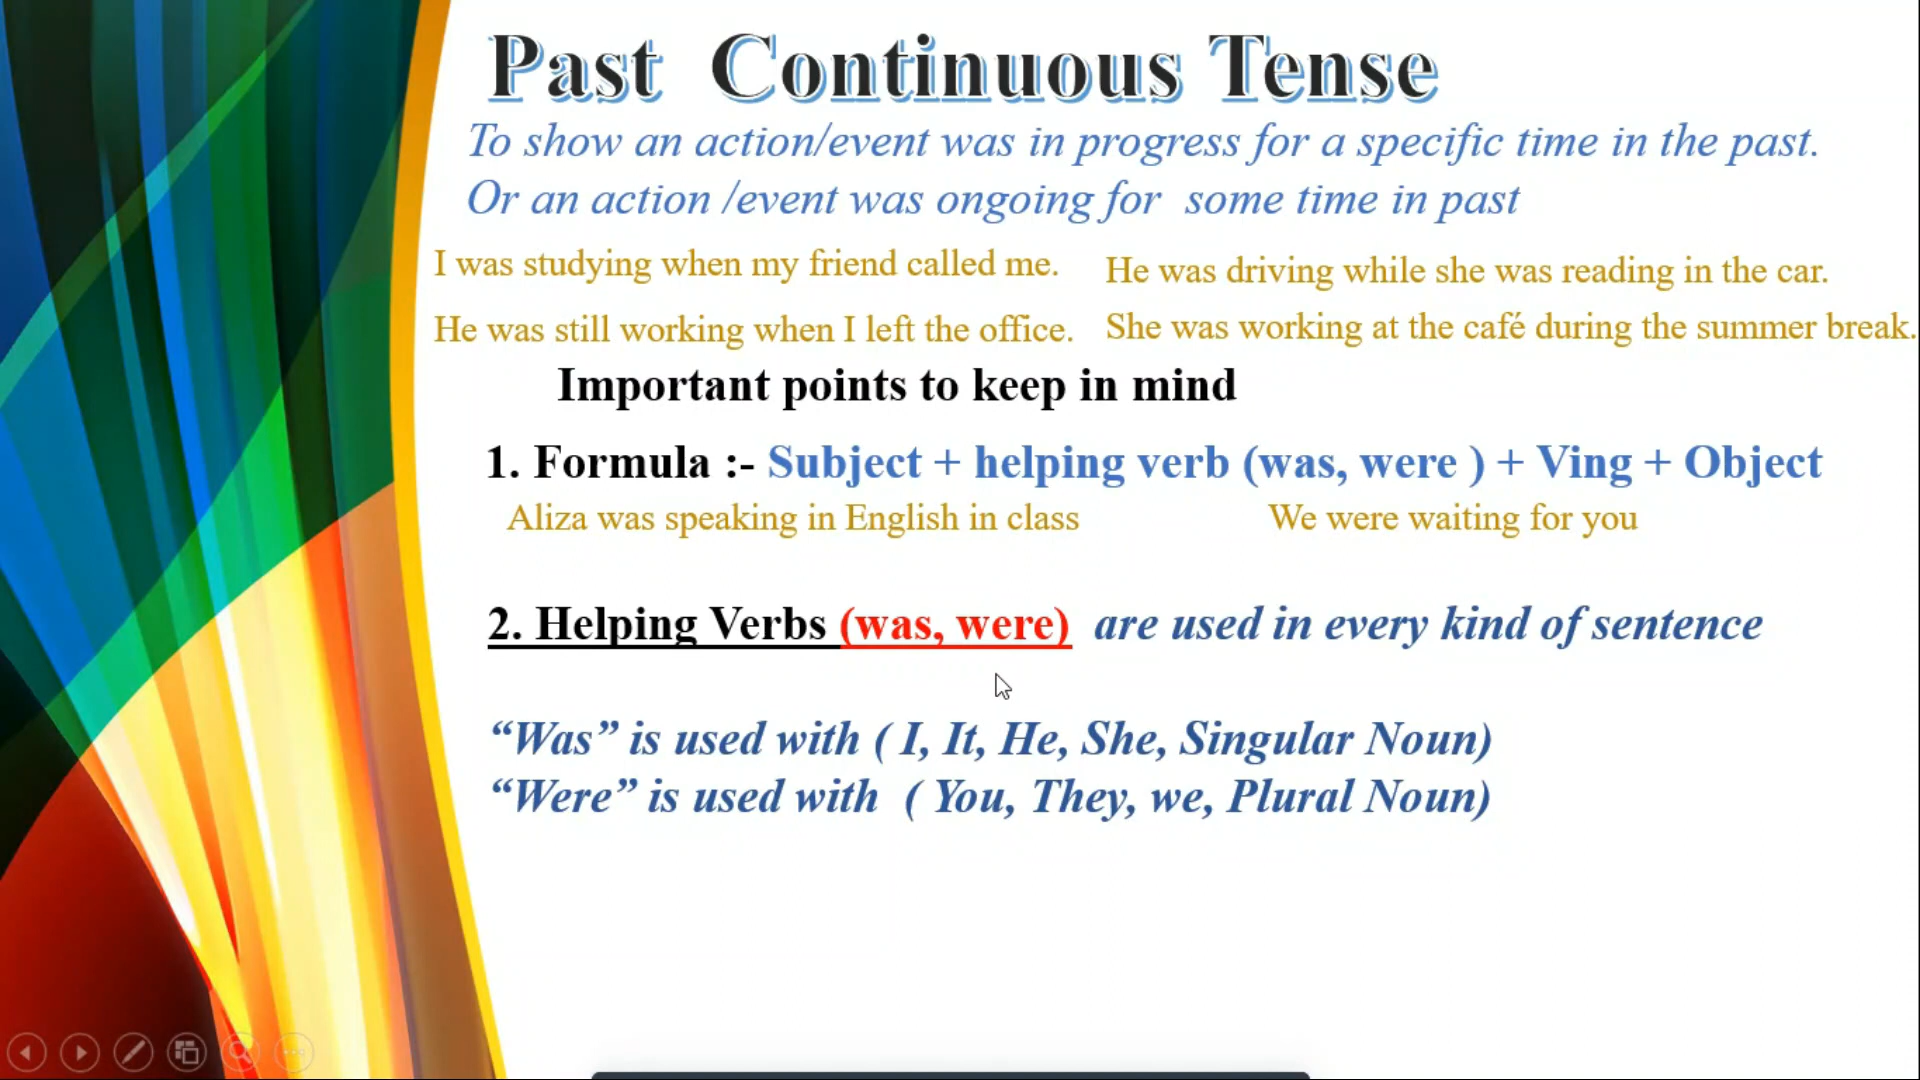 Past Continuous Tense
To show an action/event was in progress for a specific time in the past.
Or an action /event was ongoing for some time in past
I was studying when my friend called me.
He was driving while she was reading in the car.
He was still working when I left the office.
She was working at the café during the summer break.
Important points to keep in mind
1. Formula :- Subject + helping verb (was, were ) + Ving + Object
Aliza was speaking in English in class
We were waiting for you
2. Helping Verbs (was, were) are used in every kind of sentence
“Was” is used with ( I, It, He, She, Singular Noun)
“Were” is used with ( You, They, we, Plural Noun)